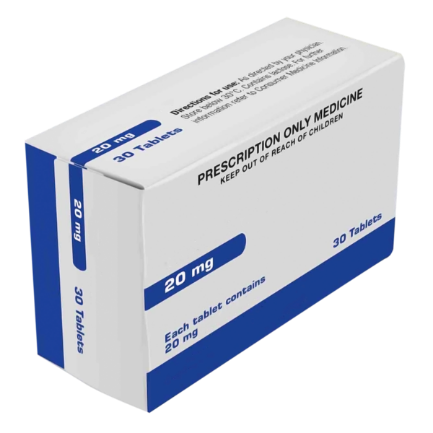 Directions for use: As directed by your physician.
Store below 30°C. Contains lactose. For further
information refer to Consumer Medicine Information.
20 mg
30 Tablets
PRESCRIPTION ONLY MEDICINE
KEEP OUT OF REACH OF CHILDREN
20 mg
30 Tablets
20 mg
30 Tablets
Each tablet contains
20 mg